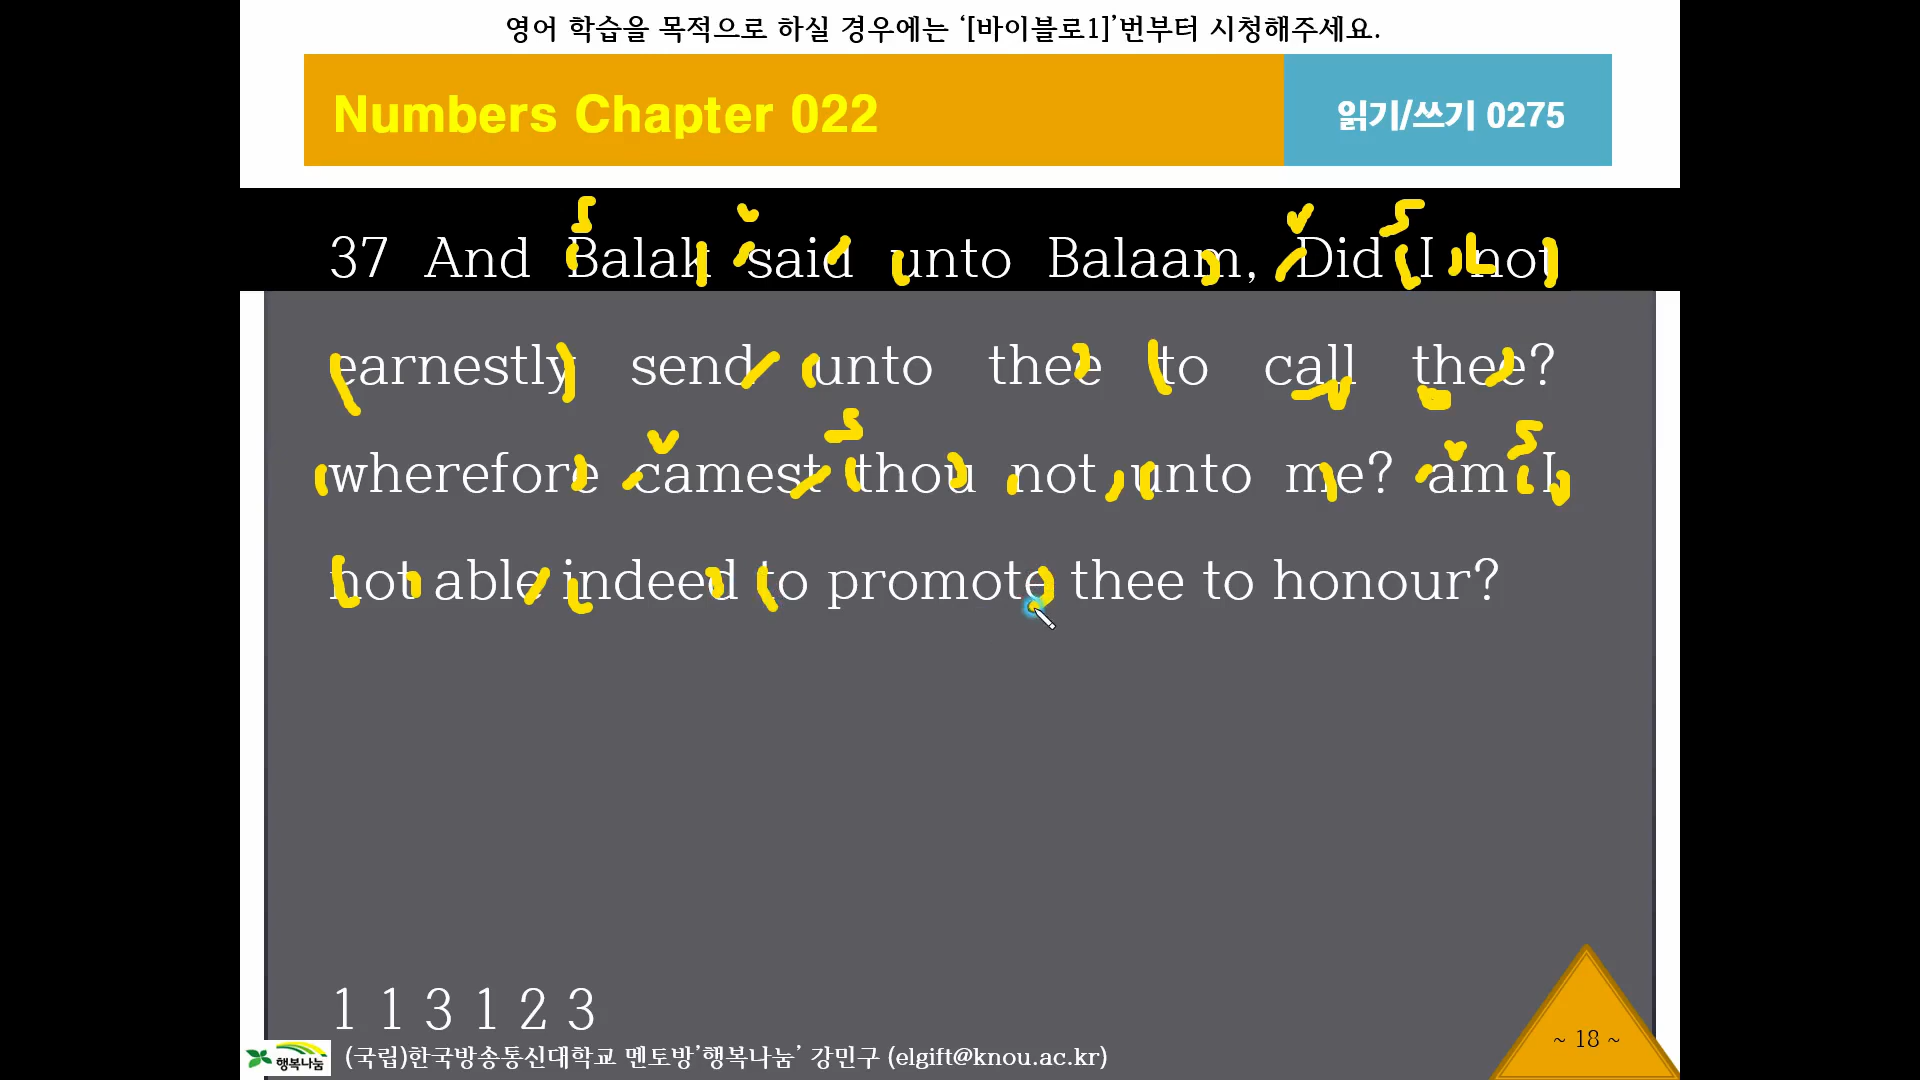 영어 학습을 목적으로 하실 경우에는 ‘[바이블로1]’번부터 시청해주세요.
Numbers Chapter 022
읽기/쓰기 0275
37 And Balak said unto Balaam, Did I not
earnestly send unto thee to call thee?
wherefore camest thou not unto me? am I
not able indeed to promote thee to honour?
1 1 3 1 2 3
행복나눔
(국립)한국방송통신대학교 멘토방’행복나눔’ 강민구 (elgift@knou.ac.kr)
~ 18 ~